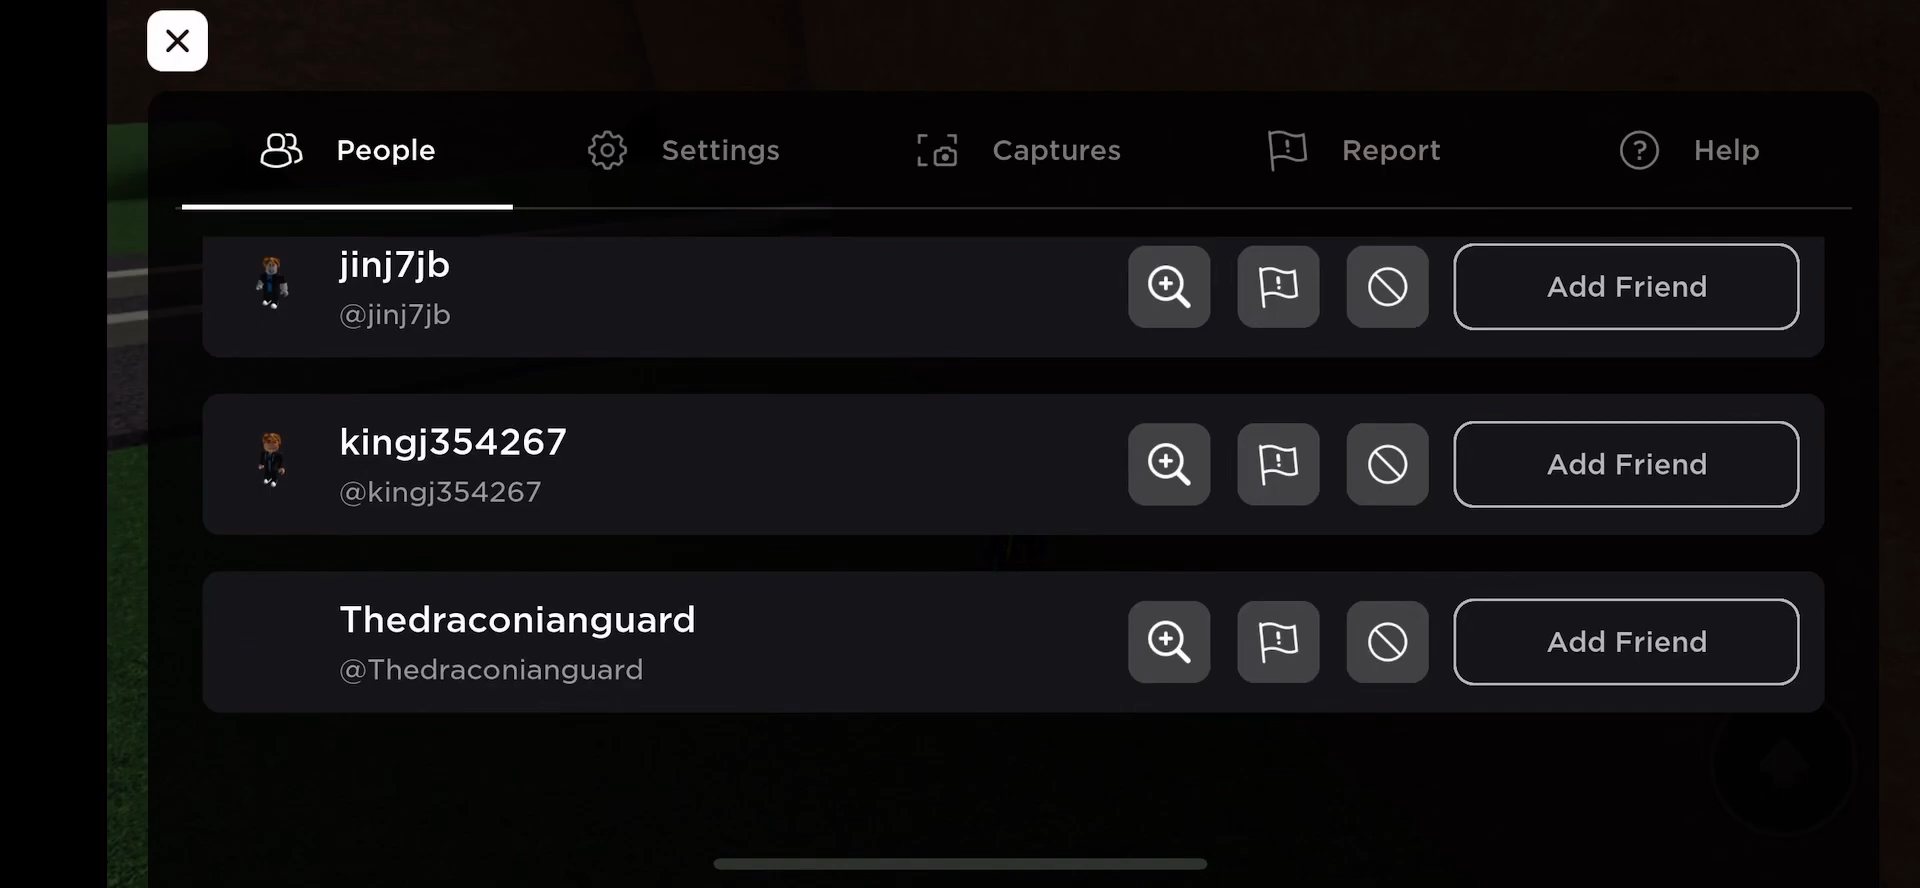 People
Settings
Captures
Report
Help
jinj7jb
@jinj7jb
Add Friend
kingj354267
@kingj354267
Add Friend
Thedraconianguard
@Thedraconianguard
Add Friend